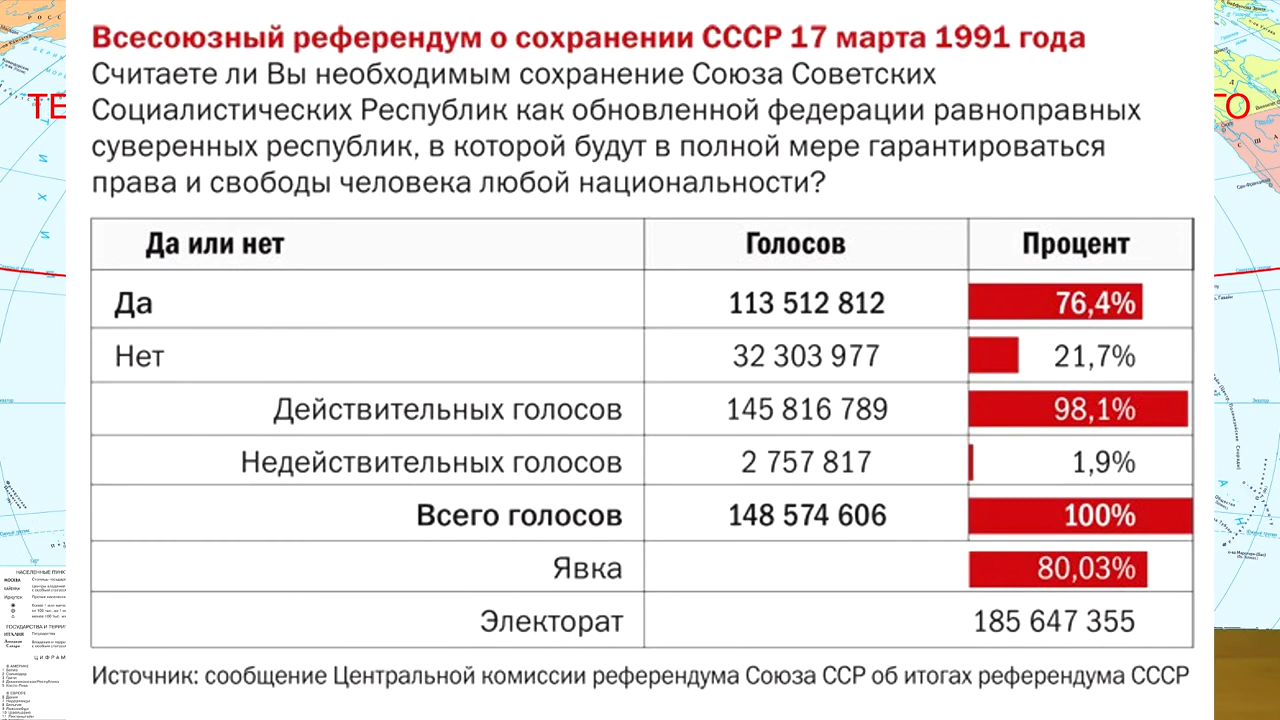 Всесоюзный референдум о сохранении СССР 17 марта 1991 года
Считаете ли Вы необходимым сохранение Союза Советских
Социалистических Республик как обновленной федерации равноправных
суверенных республик, в которой будут в полной мере гарантироваться
права и свободы человека любой национальности?
Да или нет Голосов Процент
Да 113 512 812 76,4%
Нет 32 303 977 21,7%
Действительных голосов 145 816 789 98,1%
Недействительных голосов 2 757 817 1,9%
Всего голосов 148 574 606 100%
Явка 80,03%
Электорат 185 647 355
Источник: сообщение Центральной комиссии референдума Союза ССР об итогах референдума СССР